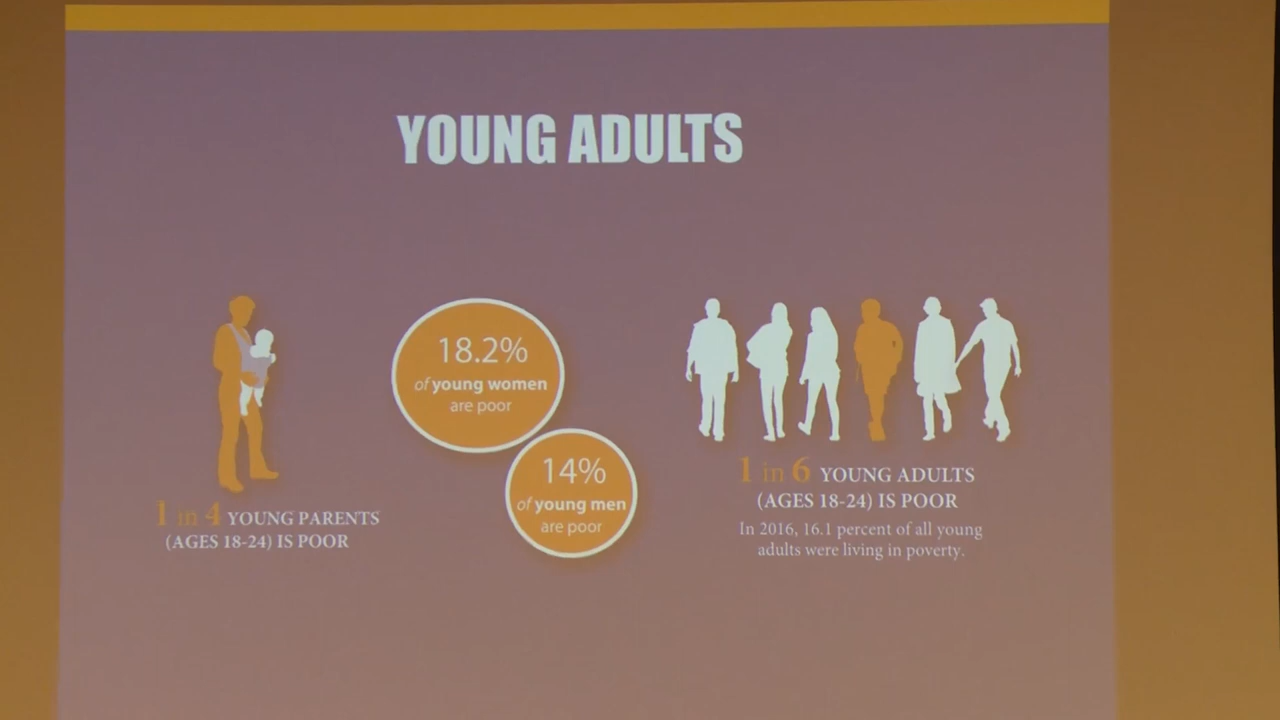 YOUNG ADULTS
1 in 4 YOUNG PARENTS
(AGES 18-24) IS POOR
18.2%
of young women
are poor
14%
of young men
are poor
1 in 6 YOUNG ADULTS
(AGES 18-24) IS POOR
In 2016, 16.1 percent of all young
adults were living in poverty.